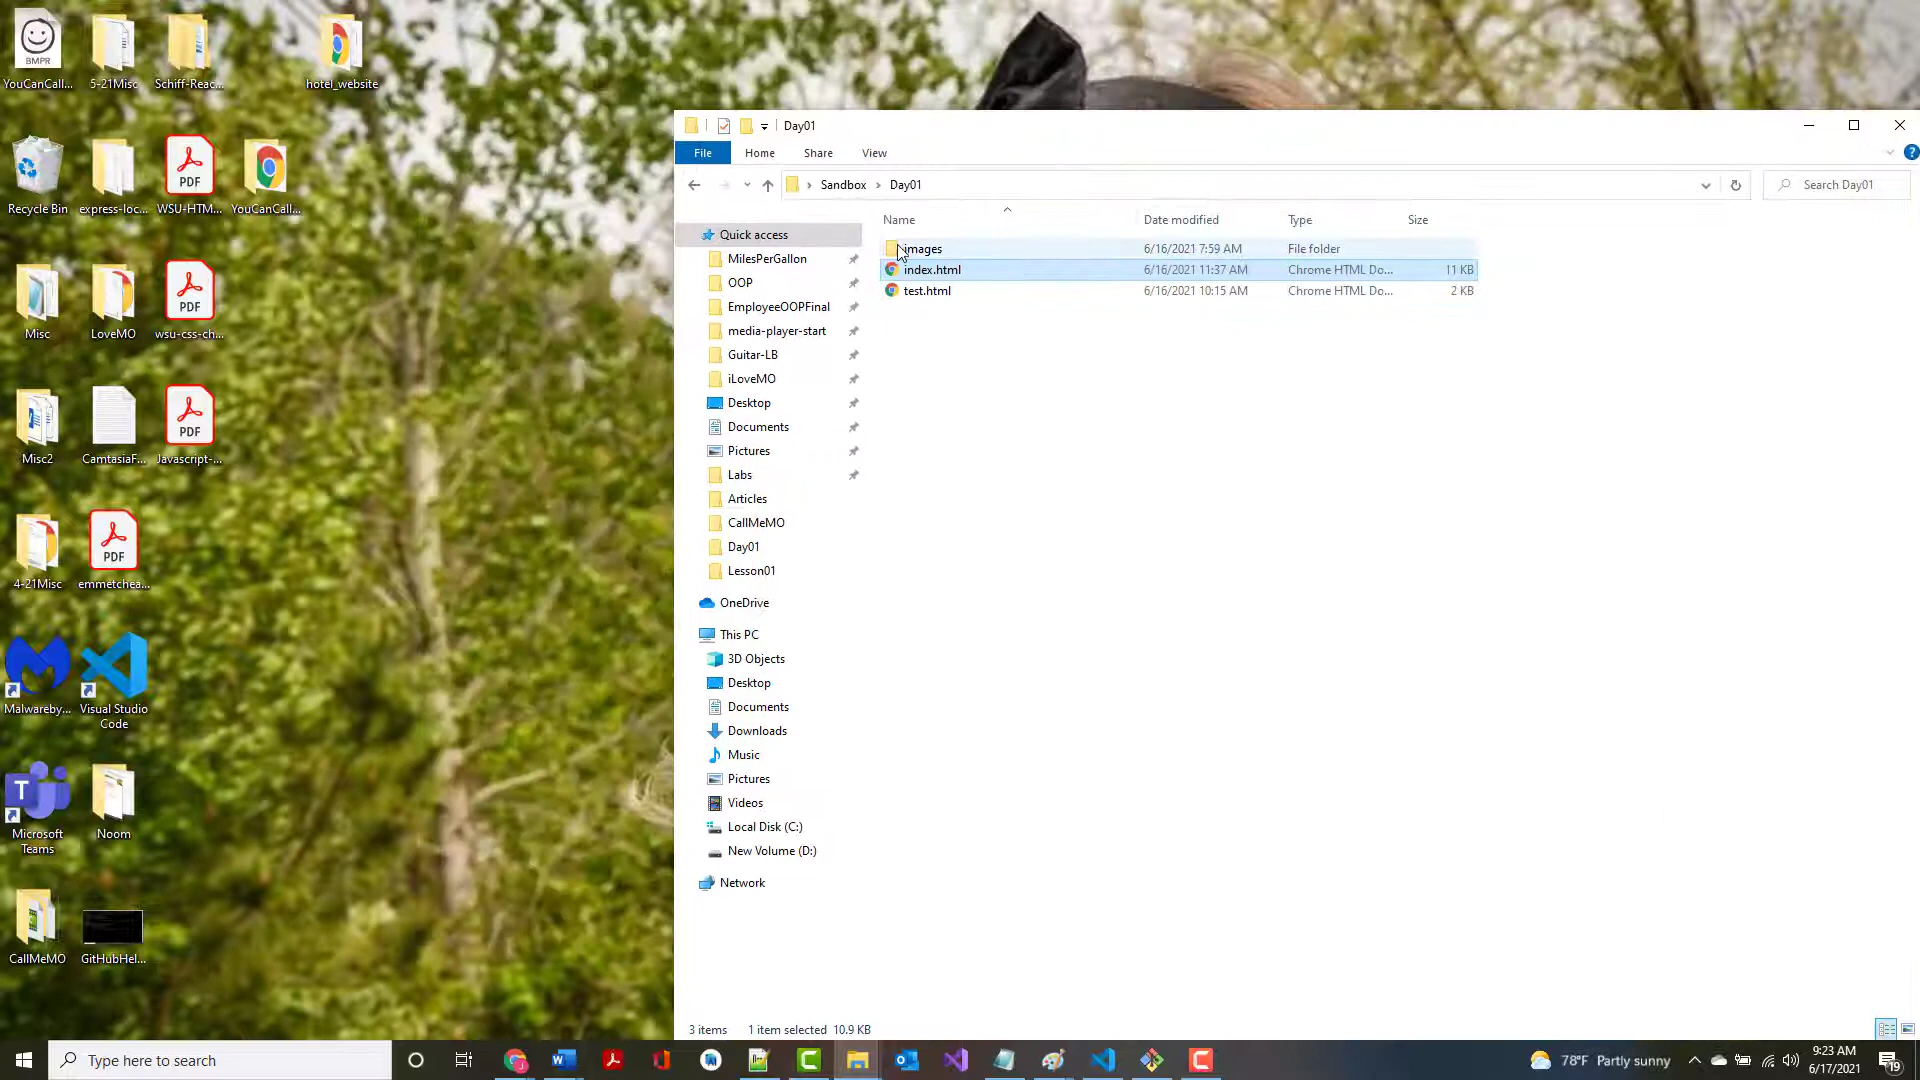 BMPR
YouCanCall...
5-21Misc
Schiff-Reac...
hotel_website
Recycle Bin
express-loc...
PDF
WSU-HTM...
YouCanCall...
Misc
LoveMO
PDF
wsu-css-ch...
Misc2
CamtasiaF...
PDF
Javascript-...
4-21Misc
PDF
emmetchea...
Malwareby...
Visual Studio
Code
T
Microsoft
Teams
Noom
CallMeMO
GitHubHel...
Day01
File
Home
Share
View
?
Sandbox
Day01
Search Day01
Name
Date modified
Type
Size
images
6/16/2021 7:59 AM
File folder
index.html
6/16/2021 11:37 AM
Chrome HTML Do...
11 KB
test.html
6/16/2021 10:15 AM
Chrome HTML Do...
2 KB
Quick access
MilesPerGallon
OOP
EmployeeOOPFinal
media-player-start
Guitar-LB
iLoveMO
Desktop
Documents
Pictures
Labs
Articles
CallMeMO
Day01
Lesson01
OneDrive
This PC
3D Objects
Desktop
Documents
Downloads
Music
Pictures
Videos
Local Disk (C:)
New Volume (D:)
Network
3 items
1 item selected 10.9 KB
Type here to search
78°F Partly sunny
9:23 AM
6/17/2021
19